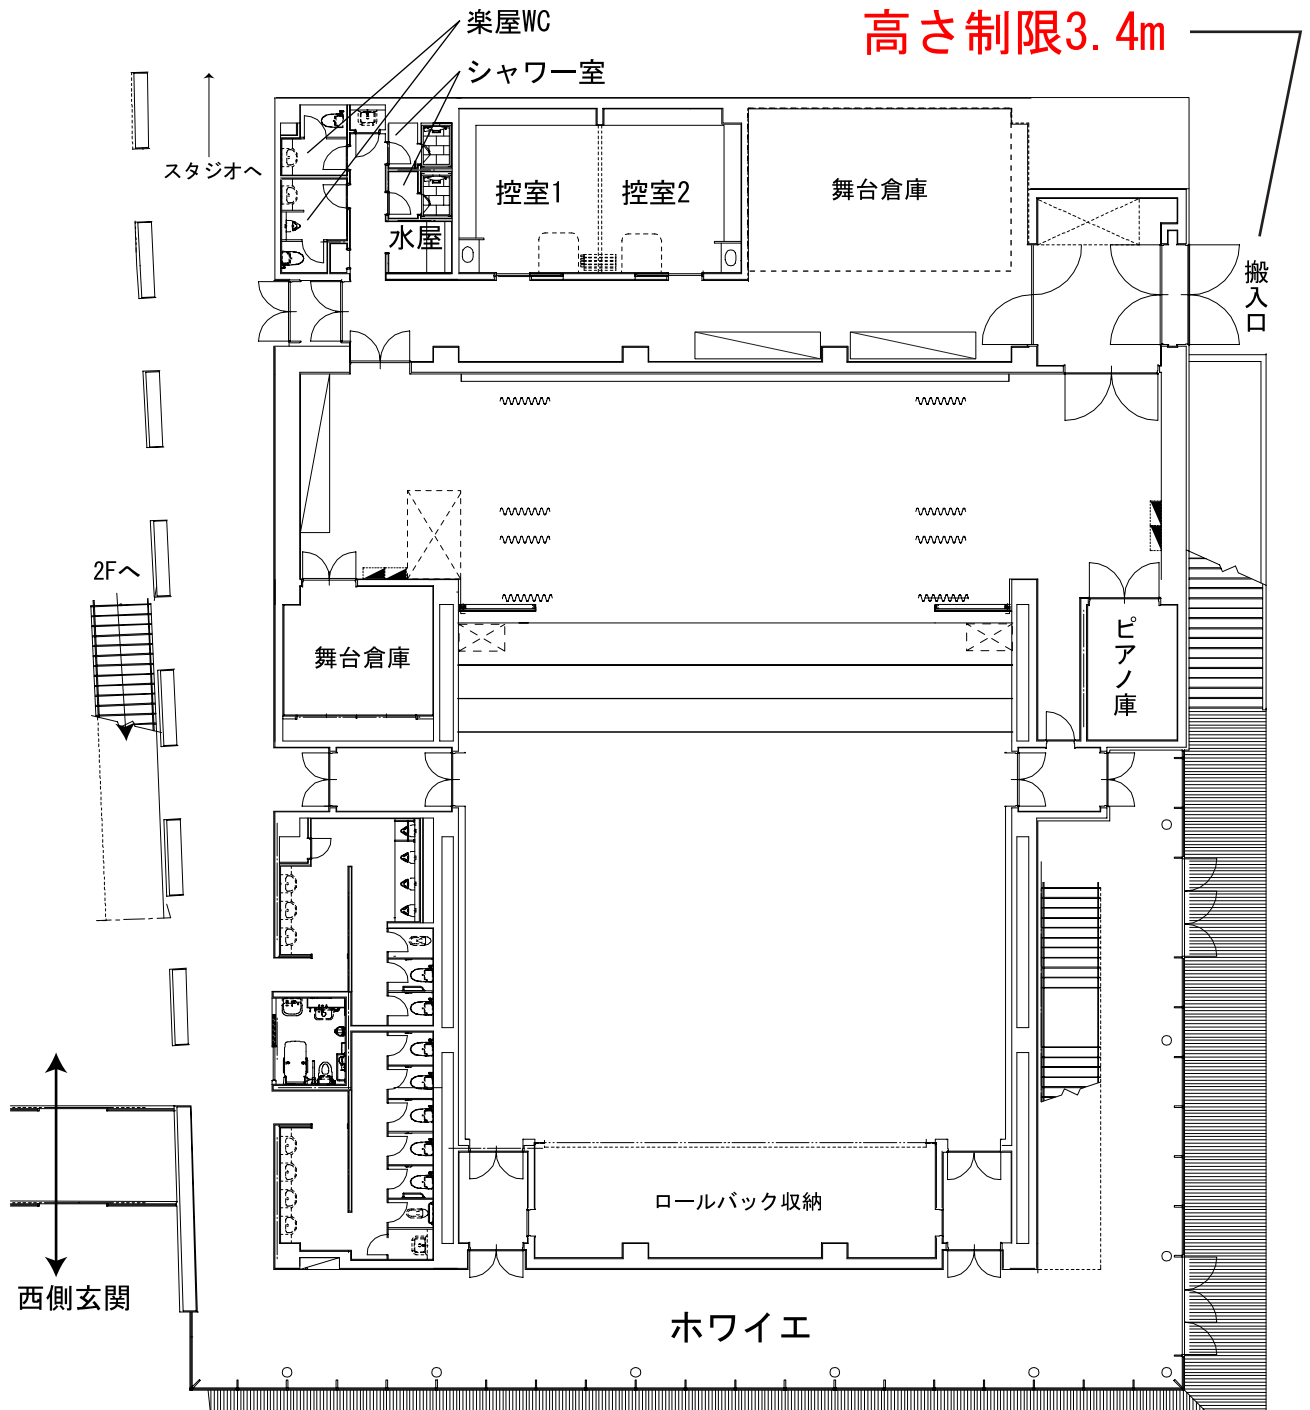 楽屋WC
高さ制限3.4m
シャワー室
スタジオへ
控室1
控室2
舞台倉庫
水屋
搬入口
2Fへ
舞台倉庫
ピアノ庫
ロールバック収納
西側玄関
ホワイエ